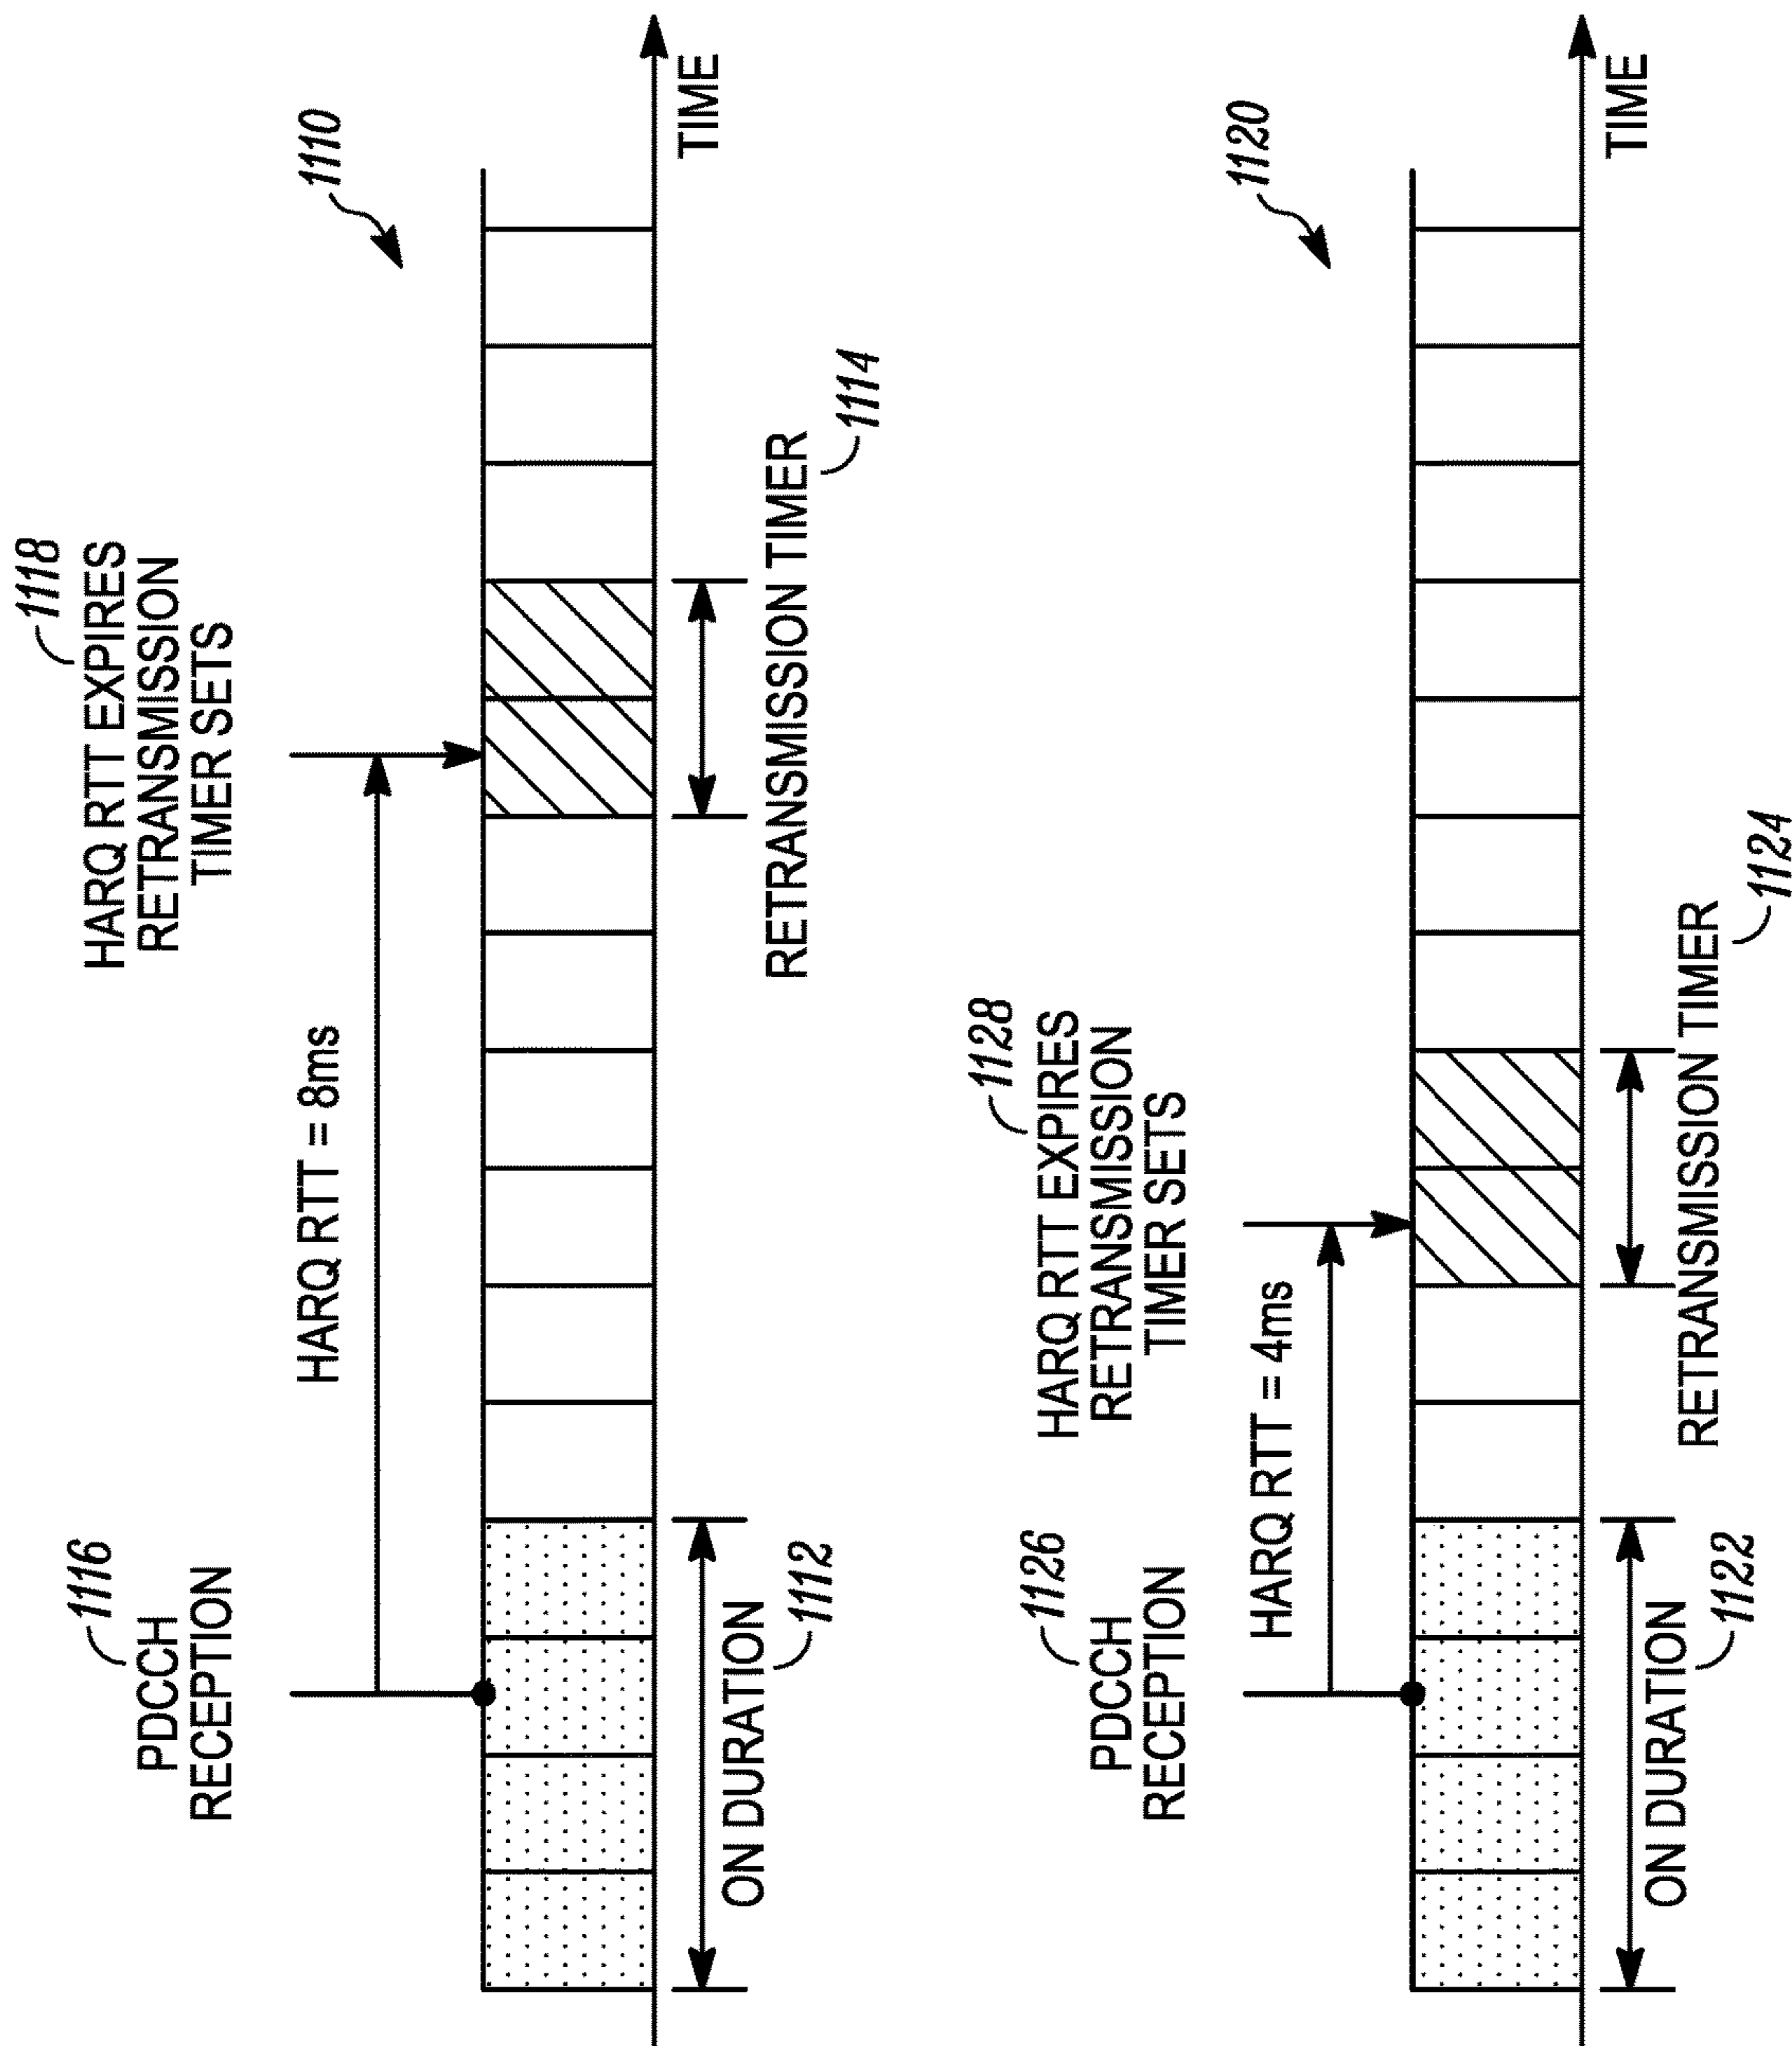 1116
PDCCH
RECEPTION
HARQ RTT = 8ms
1118
HARQ RTT EXPIRES
RETRANSMISSION
TIMER SETS
1110
ON DURATION
1112
RETRANSMISSION TIMER
1114
TIME
1126
PDCCH
RECEPTION
HARQ RTT = 4ms
1128
HARQ RTT EXPIRES
RETRANSMISSION
TIMER SETS
1120
ON DURATION
1122
RETRANSMISSION TIMER
1124
TIME